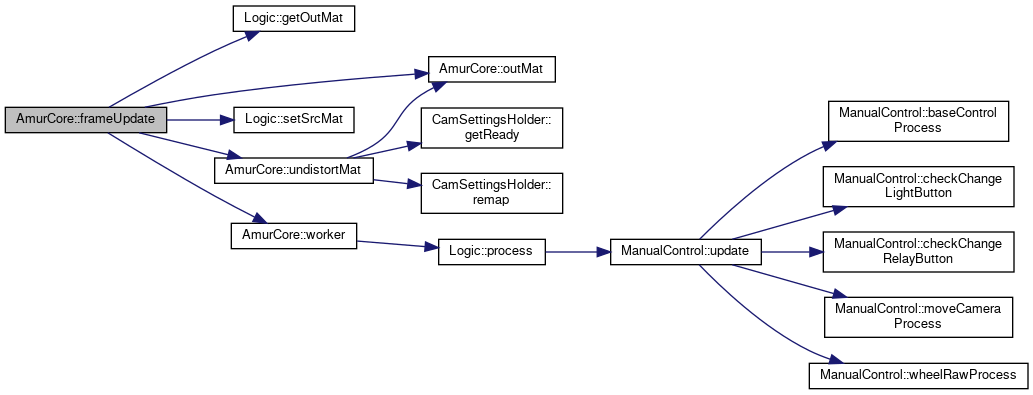 Logic::getOutMat
AmurCore::outMat
AmurCore::frameUpdate
Logic::setSrcMat
CamSettingsHolder::
getReady
AmurCore::undistortMat
CamSettingsHolder::
remap
AmurCore::worker
Logic::process
ManualControl::update
ManualControl::baseControl
Process
ManualControl::checkChange
LightButton
ManualControl::checkChange
RelayButton
ManualControl::moveCamera
Process
ManualControl::wheelRawProcess